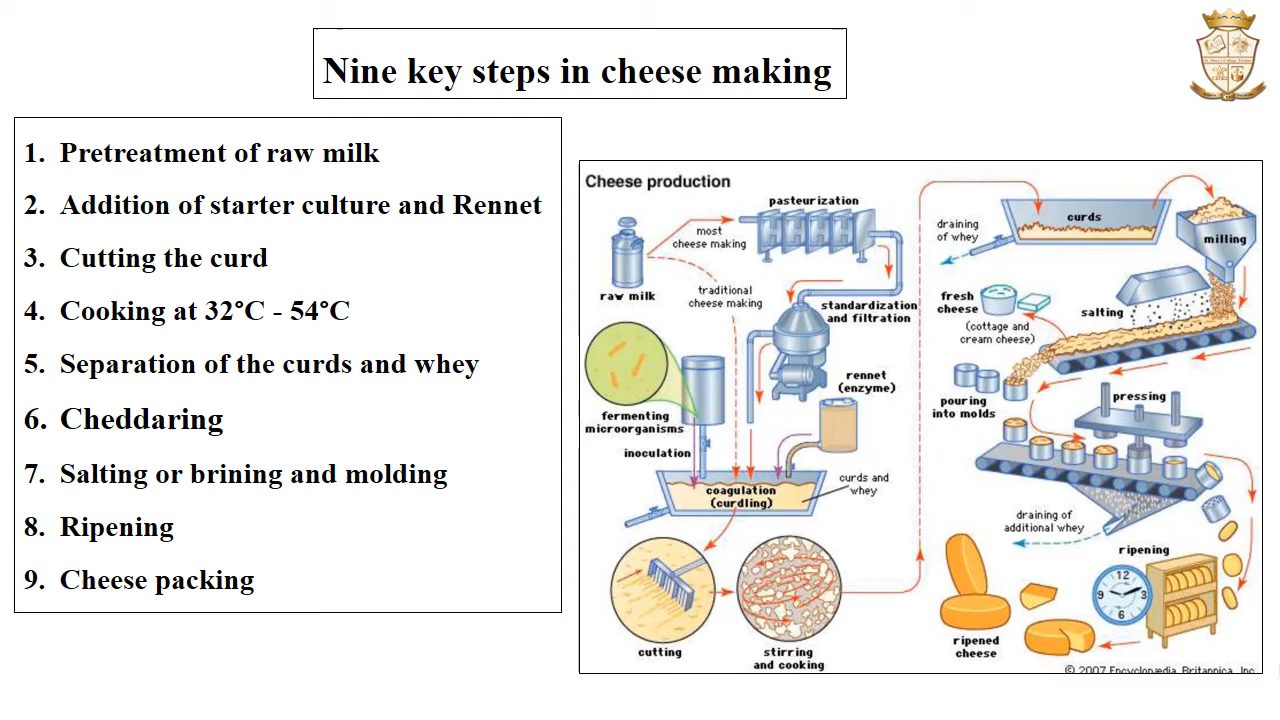 Nine key steps in cheese making
1. Pretreatment of raw milk
2. Addition of starter culture and Rennet
3. Cutting the curd
4. Cooking at 32°C - 54°C
5. Separation of the curds and whey
6. Cheddaring
7. Salting or brining and molding
8. Ripening
9. Cheese packing
Cheese production
raw milk
most
cheese making
pasteurization
traditional
cheese making
standardization
and filtration
fermenting
microorganisms
inoculation
rennet
(enzyme)
coagulation
(curdling)
curds and
whey
cutting
stirring
and cooking
draining
of whey
curds
milling
salting
fresh
cheese
(cottage and
cream cheese)
pouring
into molds
pressing
draining of
additional whey
ripening
12
9
3
6
ripened
cheese
© 2007 Encyclopædia Britannica, Inc.